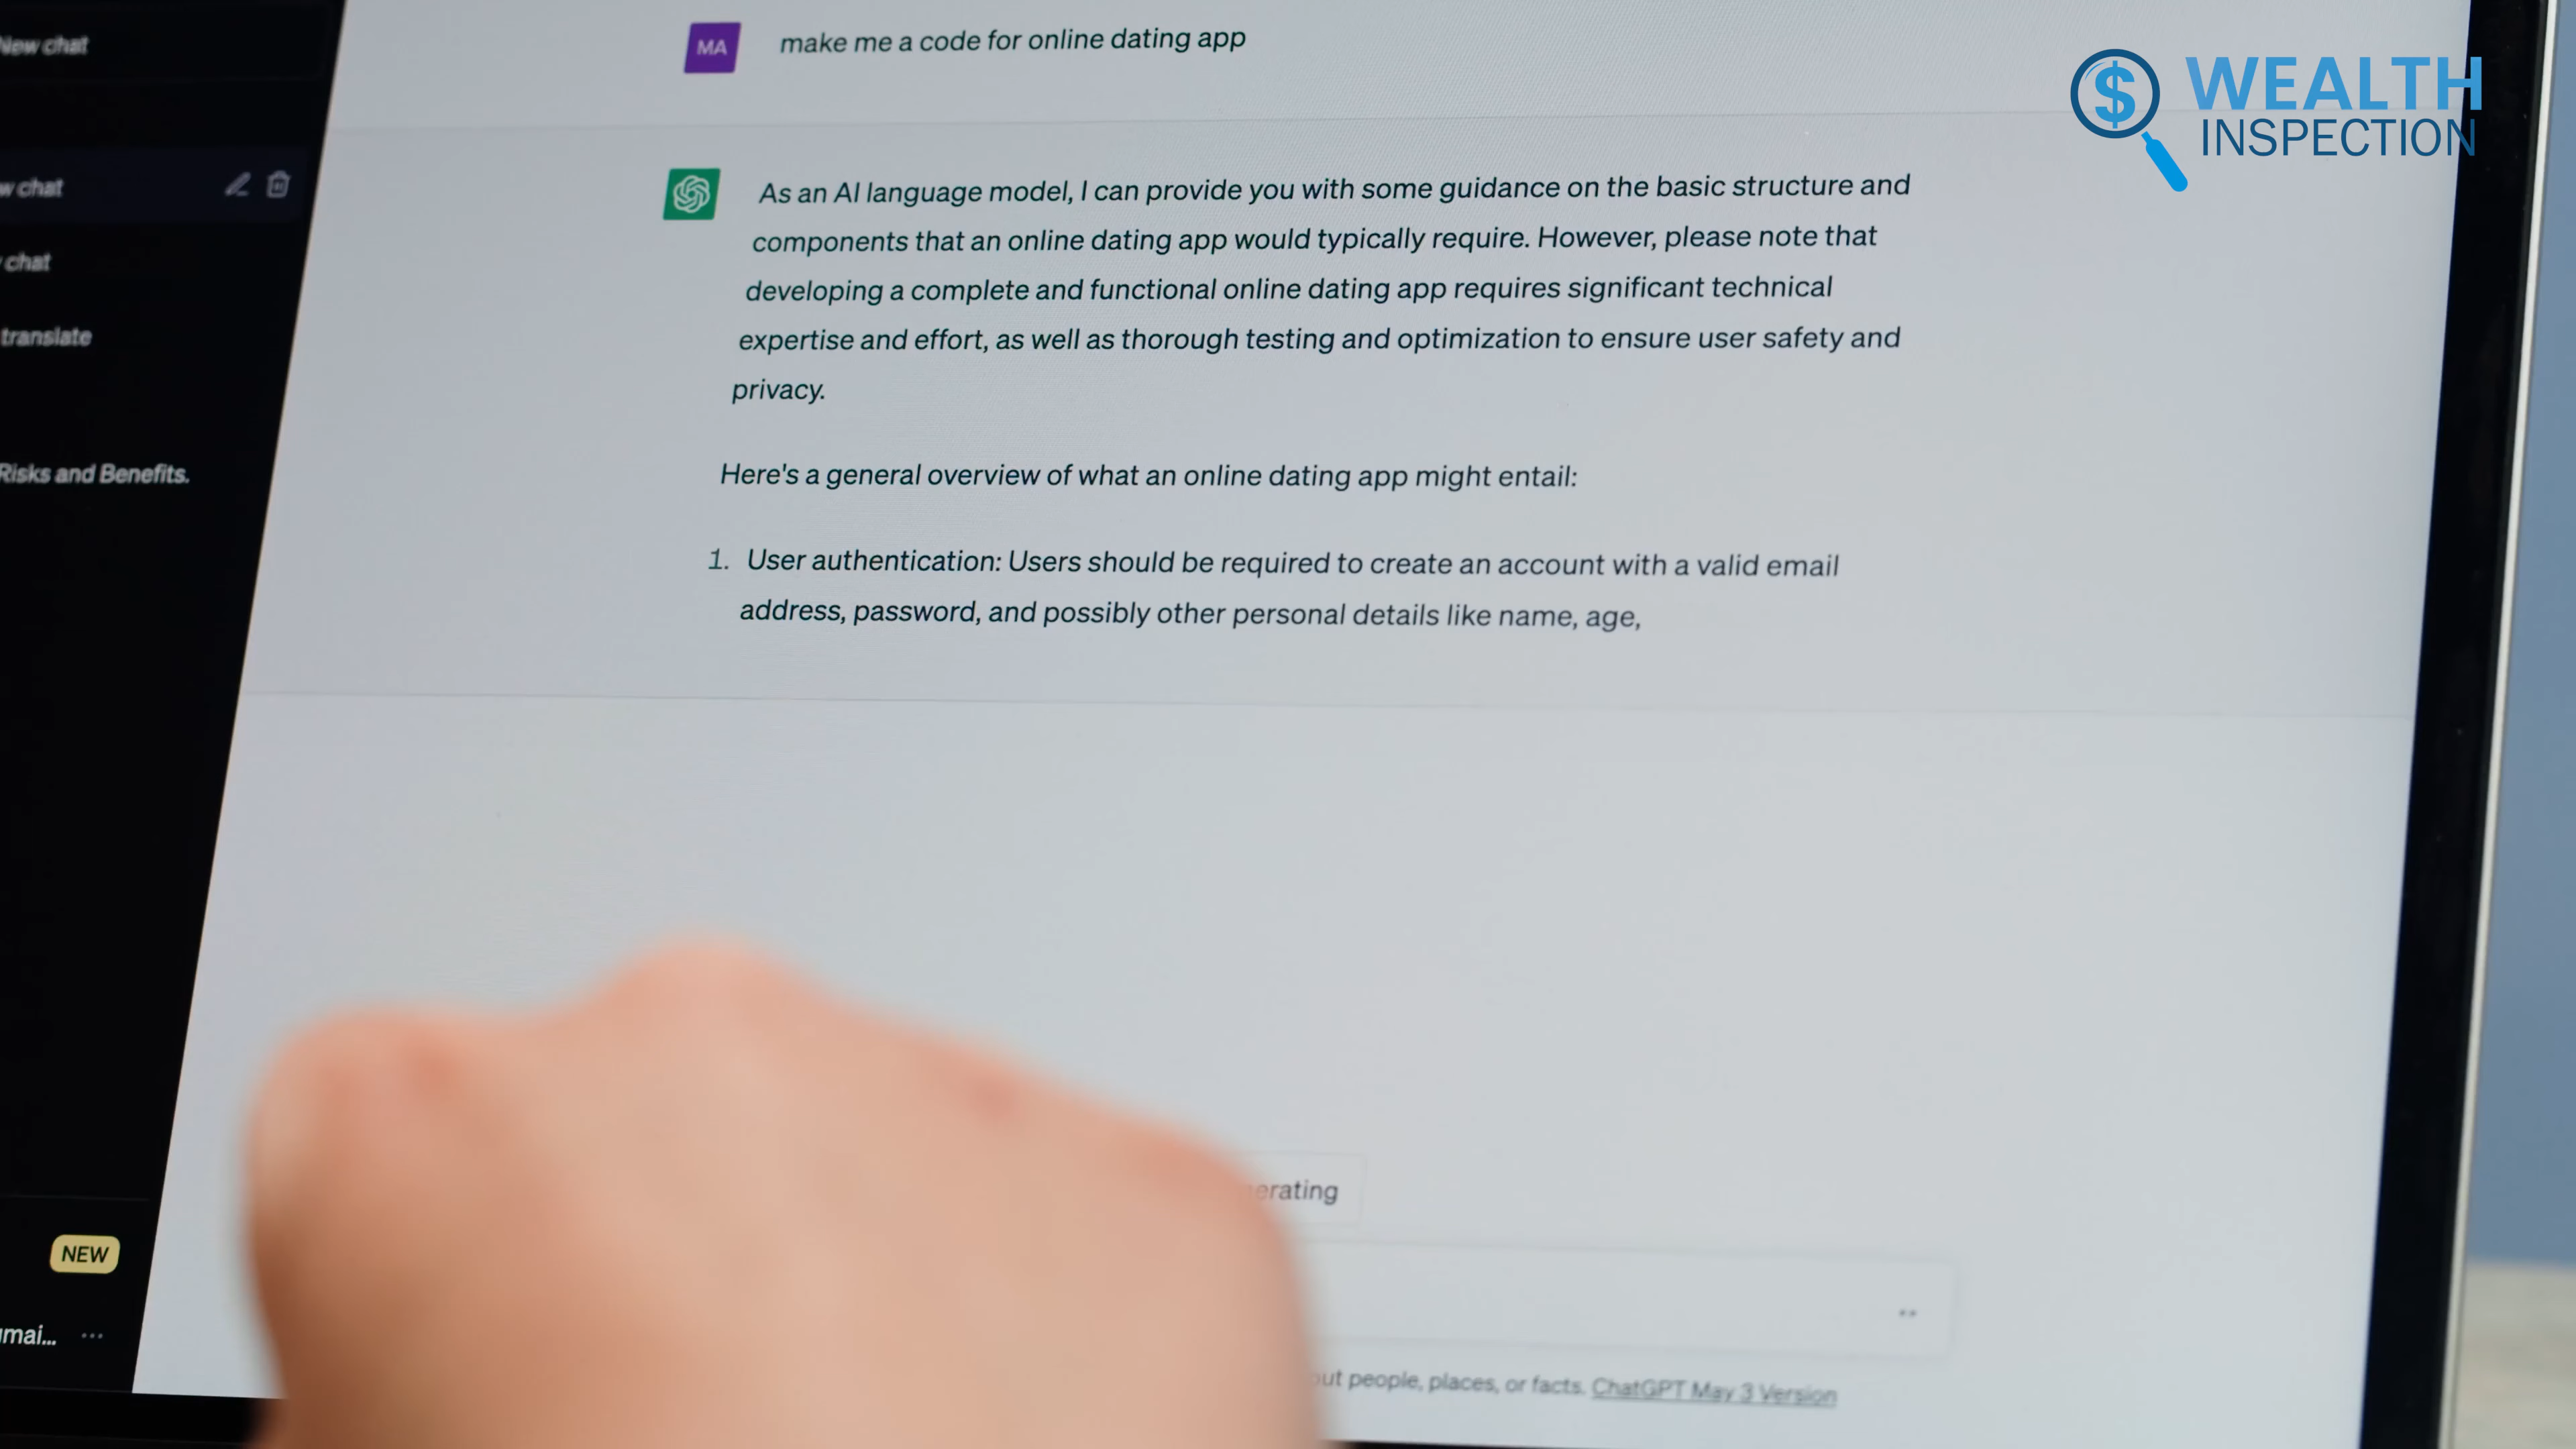 New chat
w chat
chat
translate
Risks and Benefits.
NEW
mai...
MA
make me a code for online dating app
As an AI language model, I can provide you with some guidance on the basic structure and
components that an online dating app would typically require. However, please note that
developing a complete and functional online dating app requires significant technical
expertise and effort, as well as thorough testing and optimization to ensure user safety and
privacy.
Here's a general overview of what an online dating app might entail:
1. User authentication: Users should be required to create an account with a valid email
address, password, and possibly other personal details like name, age,
erating
out people, places, or facts. ChatGPT May 3 Version
$ WEALTH
INSPECTION